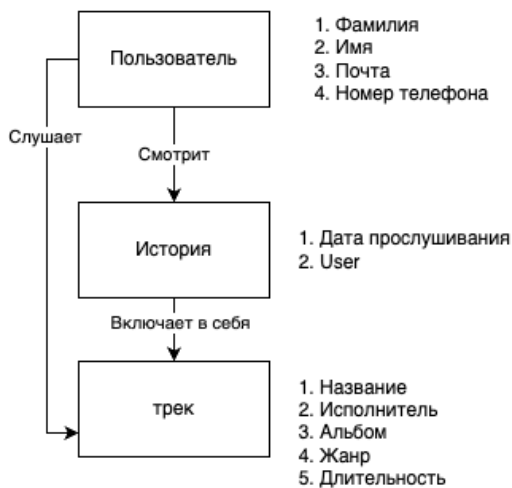 Пользователь
1. Фамилия
2. Имя
3. Почта
4. Номер телефона
Слушает
Смотрит
История
1. Дата прослушивания
2. User
Включает в себя
трек
1. Название
2. Исполнитель
3. Альбом
4. Жанр
5. Длительность